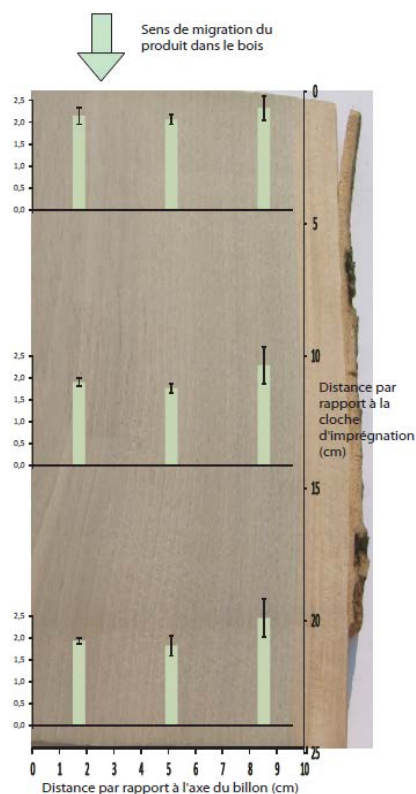 Sens de migration du
produit dans le bois
0
2,5
2,0
1,5
1,0
0,5
0,0
5
10
2,5
2,0
1,5
1,0
0,5
0,0
Distance par
rapport à la
cloche
d'imprégnation
(cm)
15
20
2,5
2,0
1,5
1,0
0,5
0,0
25
0 1 2 3 4 5 6 7 8 9 10
Distance par rapport à l'axe du billon (cm)